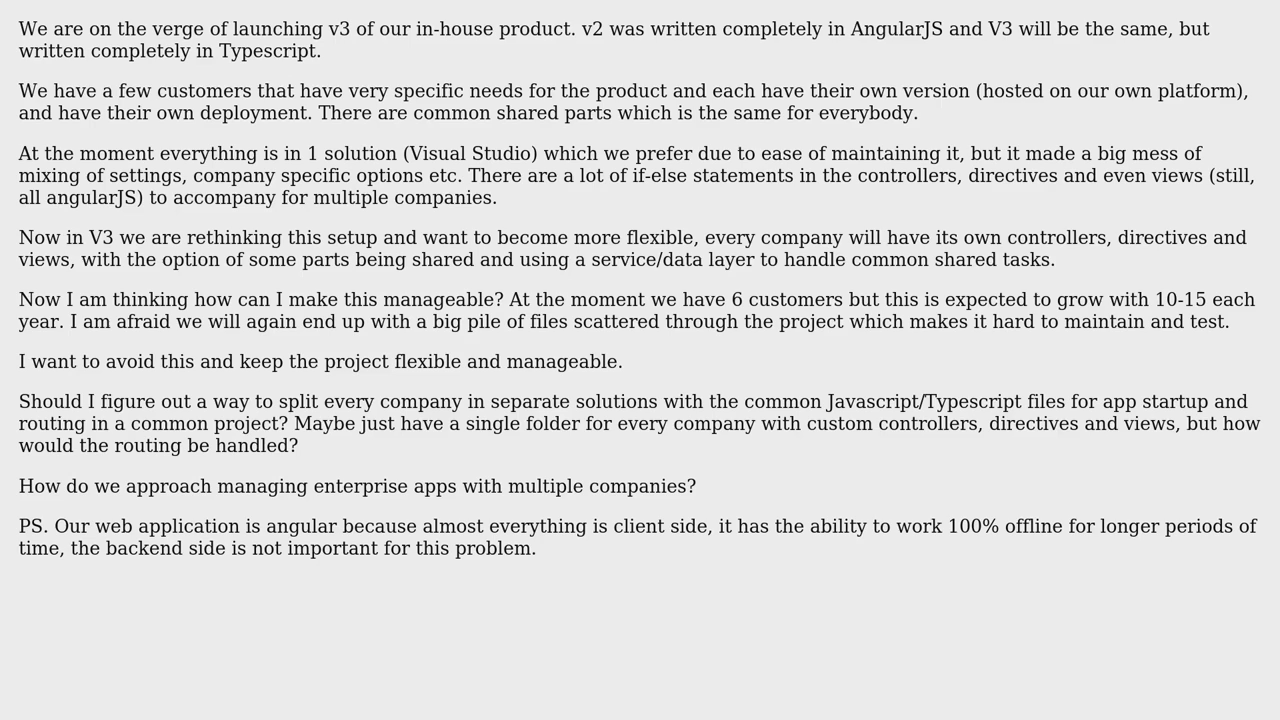 We are on the verge of launching v3 of our in-house product. v2 was written completely in AngularJS and V3 will be the same, but
written completely in Typescript.
We have a few customers that have very specific needs for the product and each have their own version (hosted on our own platform),
and have their own deployment. There are common shared parts which is the same for everybody.
At the moment everything is in 1 solution (Visual Studio) which we prefer due to ease of maintaining it, but it made a big mess of
mixing of settings, company specific options etc. There are a lot of if-else statements in the controllers, directives and even views (still,
all angularJS) to accompany for multiple companies.
Now in V3 we are rethinking this setup and want to become more flexible, every company will have its own controllers, directives and
views, with the option of some parts being shared and using a service/data layer to handle common shared tasks.
Now I am thinking how can I make this manageable? At the moment we have 6 customers but this is expected to grow with 10-15 each
year. I am afraid we will again end up with a big pile of files scattered through the project which makes it hard to maintain and test.
I want to avoid this and keep the project flexible and manageable.
Should I figure out a way to split every company in separate solutions with the common Javascript/Typescript files for app startup and
routing in a common project? Maybe just have a single folder for every company with custom controllers, directives and views, but how
would the routing be handled?
How do we approach managing enterprise apps with multiple companies?
PS. Our web application is angular because almost everything is client side, it has the ability to work 100% offline for longer periods of
time, the backend side is not important for this problem.